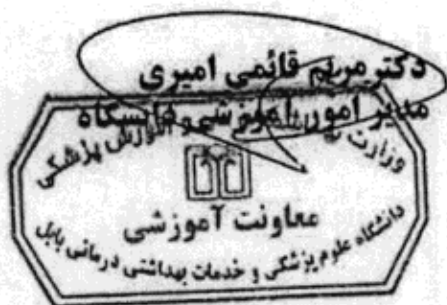 دکتر مریم قائمی امیری
مدیر امور آموزشی دانشگاه
وزارت بهداشت درمان و آموزش پزشکی
معاونت آموزشی
دانشگاه علوم پزشکی و خدمات بهداشتی درمانی بابل